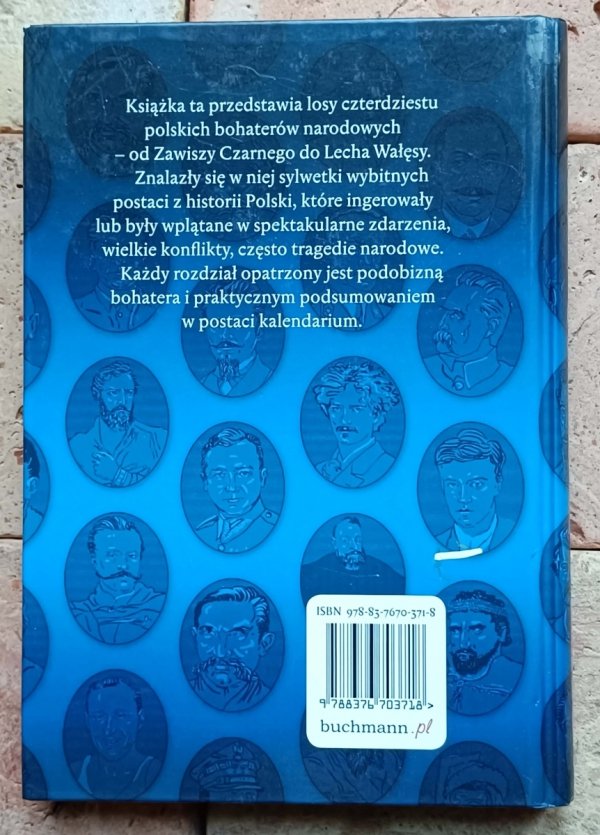 Książka ta przedstawia losy czterdziestu
polskich bohaterów narodowych
– od Zawiszy Czarnego do Lecha Wałęsy.
Znalazły się w niej sylwetki wybitnych
postaci z historii Polski, które ingerowały
lub były wplątane w spektakularne zdarzenia,
wielkie konflikty, często tragedie narodowe.
Każdy rozdział opatrzony jest podobizną
bohatera i praktycznym podsumowaniem
w postaci kalendarium.
ISBN 978-83-7670-371-8
9 788376 703718 >
buchmann.pl